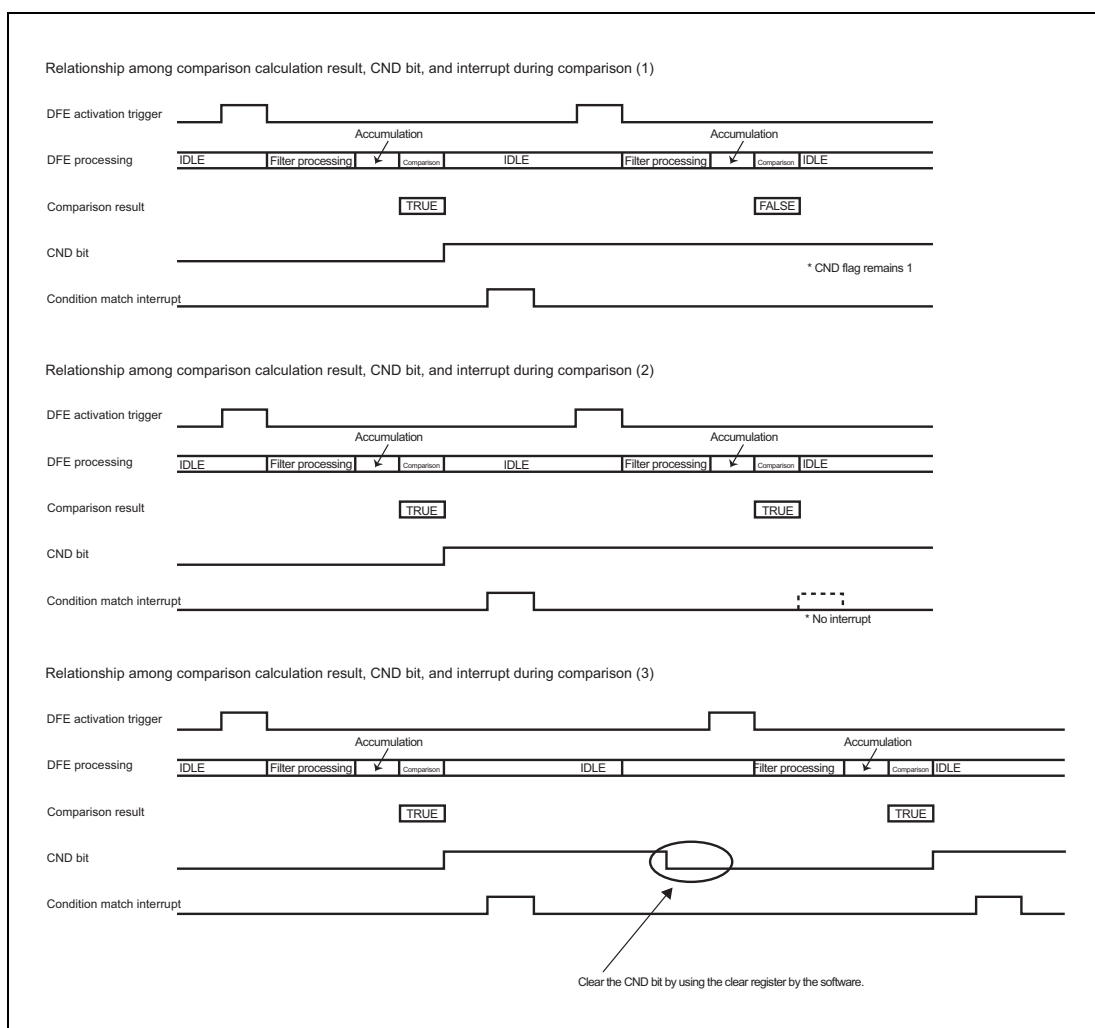 Relationship among comparison calculation result, CND bit, and interrupt during comparison (1)
DFE activation trigger
Accumulation Accumulation
DFE processing IDLE Filter processing Comparison IDLE Filter processing Comparison IDLE
Comparison result TRUE FALSE
CND bit
* CND flag remains 1
Condition match interrupt
Relationship among comparison calculation result, CND bit, and interrupt during comparison (2)
DFE activation trigger
Accumulation Accumulation
DFE processing IDLE Filter processing Comparison IDLE Filter processing Comparison IDLE
Comparison result TRUE TRUE
CND bit
Condition match interrupt
* No interrupt
Relationship among comparison calculation result, CND bit, and interrupt during comparison (3)
DFE activation trigger
Accumulation Accumulation
DFE processing IDLE Filter processing Comparison IDLE Filter processing Comparison IDLE
Comparison result TRUE TRUE
CND bit
Condition match interrupt
Clear the CND bit by using the clear register by the software.